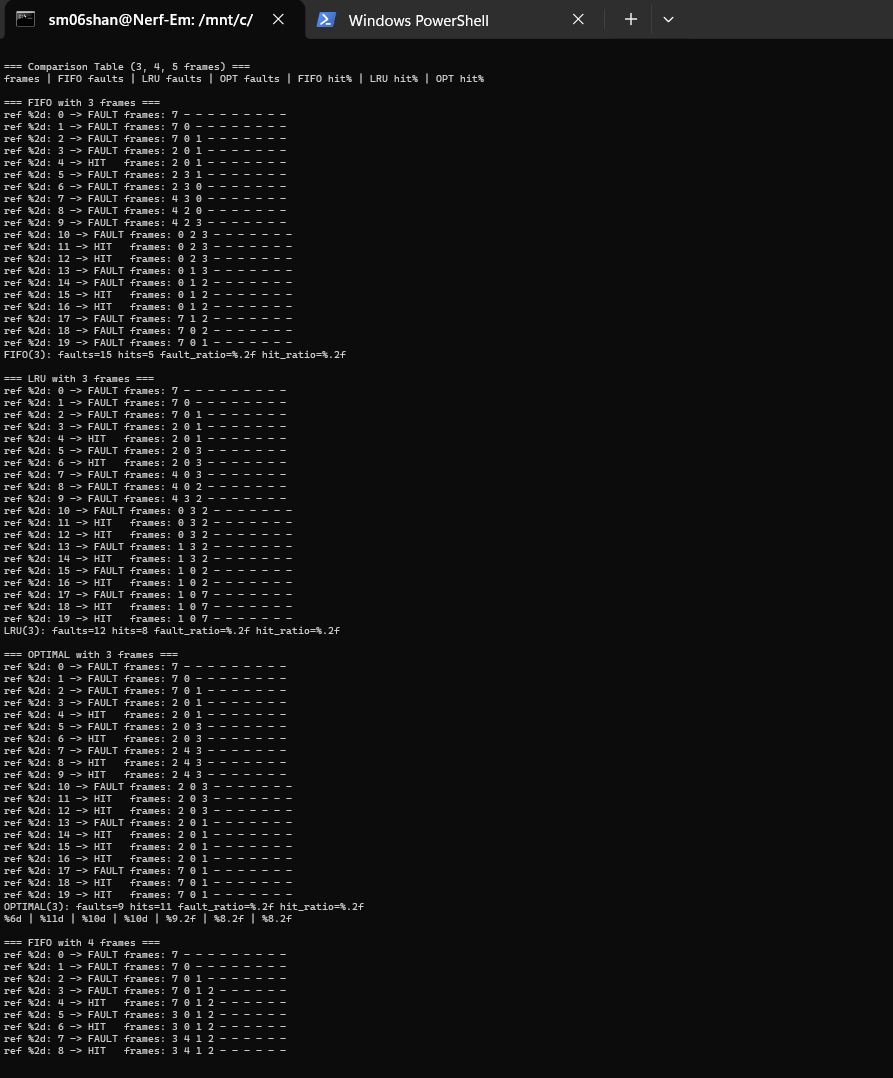 sm06shan@Nerf-Em: /mnt/c/
Windows PowerShell
=== Comparison Table (3, 4, 5 frames) ===
frames | FIFO faults | LRU faults | OPT faults | FIFO hit% | LRU hit% | OPT hit%
=== FIFO with 3 frames ===
ref %2d: 0 -> FAULT frames: 7 - - - - - - - - -
ref %2d: 1 -> FAULT frames: 7 0 - - - - - - - -
ref %2d: 2 -> FAULT frames: 7 0 1 - - - - - - -
ref %2d: 3 -> FAULT frames: 2 0 1 - - - - - - -
ref %2d: 4 -> HIT   frames: 2 0 1 - - - - - - -
ref %2d: 5 -> FAULT frames: 2 3 1 - - - - - - -
ref %2d: 6 -> FAULT frames: 2 3 0 - - - - - - -
ref %2d: 7 -> FAULT frames: 4 3 0 - - - - - - -
ref %2d: 8 -> FAULT frames: 4 2 0 - - - - - - -
ref %2d: 9 -> FAULT frames: 4 2 3 - - - - - - -
ref %2d: 10 -> FAULT frames: 0 2 3 - - - - - - -
ref %2d: 11 -> HIT   frames: 0 2 3 - - - - - - -
ref %2d: 12 -> HIT   frames: 0 2 3 - - - - - - -
ref %2d: 13 -> FAULT frames: 0 1 3 - - - - - - -
ref %2d: 14 -> FAULT frames: 0 1 2 - - - - - - -
ref %2d: 15 -> HIT   frames: 0 1 2 - - - - - - -
ref %2d: 16 -> HIT   frames: 0 1 2 - - - - - - -
ref %2d: 17 -> FAULT frames: 7 1 2 - - - - - - -
ref %2d: 18 -> FAULT frames: 7 0 2 - - - - - - -
ref %2d: 19 -> FAULT frames: 7 0 1 - - - - - - -
FIFO(3): faults=15 hits=5 fault_ratio=%.2f hit_ratio=%.2f
=== LRU with 3 frames ===
ref %2d: 0 -> FAULT frames: 7 - - - - - - - - -
ref %2d: 1 -> FAULT frames: 7 0 - - - - - - - -
ref %2d: 2 -> FAULT frames: 7 0 1 - - - - - - -
ref %2d: 3 -> FAULT frames: 2 0 1 - - - - - - -
ref %2d: 4 -> HIT   frames: 2 0 1 - - - - - - -
ref %2d: 5 -> FAULT frames: 2 0 3 - - - - - - -
ref %2d: 6 -> HIT   frames: 2 0 3 - - - - - - -
ref %2d: 7 -> FAULT frames: 4 0 3 - - - - - - -
ref %2d: 8 -> FAULT frames: 4 0 2 - - - - - - -
ref %2d: 9 -> FAULT frames: 4 3 2 - - - - - - -
ref %2d: 10 -> FAULT frames: 0 3 2 - - - - - - -
ref %2d: 11 -> HIT   frames: 0 3 2 - - - - - - -
ref %2d: 12 -> HIT   frames: 0 3 2 - - - - - - -
ref %2d: 13 -> FAULT frames: 1 3 2 - - - - - - -
ref %2d: 14 -> HIT   frames: 1 3 2 - - - - - - -
ref %2d: 15 -> FAULT frames: 1 0 2 - - - - - - -
ref %2d: 16 -> HIT   frames: 1 0 2 - - - - - - -
ref %2d: 17 -> FAULT frames: 1 0 7 - - - - - - -
ref %2d: 18 -> HIT   frames: 1 0 7 - - - - - - -
ref %2d: 19 -> HIT   frames: 1 0 7 - - - - - - -
LRU(3): faults=12 hits=8 fault_ratio=%.2f hit_ratio=%.2f
=== OPTIMAL with 3 frames ===
ref %2d: 0 -> FAULT frames: 7 - - - - - - - - -
ref %2d: 1 -> FAULT frames: 7 0 - - - - - - - -
ref %2d: 2 -> FAULT frames: 7 0 1 - - - - - - -
ref %2d: 3 -> FAULT frames: 2 0 1 - - - - - - -
ref %2d: 4 -> HIT   frames: 2 0 1 - - - - - - -
ref %2d: 5 -> FAULT frames: 2 0 3 - - - - - - -
ref %2d: 6 -> HIT   frames: 2 0 3 - - - - - - -
ref %2d: 7 -> FAULT frames: 2 4 3 - - - - - - -
ref %2d: 8 -> HIT   frames: 2 4 3 - - - - - - -
ref %2d: 9 -> HIT   frames: 2 4 3 - - - - - - -
ref %2d: 10 -> FAULT frames: 2 0 3 - - - - - - -
ref %2d: 11 -> HIT   frames: 2 0 3 - - - - - - -
ref %2d: 12 -> HIT   frames: 2 0 3 - - - - - - -
ref %2d: 13 -> FAULT frames: 2 0 1 - - - - - - -
ref %2d: 14 -> HIT   frames: 2 0 1 - - - - - - -
ref %2d: 15 -> HIT   frames: 2 0 1 - - - - - - -
ref %2d: 16 -> HIT   frames: 2 0 1 - - - - - - -
ref %2d: 17 -> FAULT frames: 7 0 1 - - - - - - -
ref %2d: 18 -> HIT   frames: 7 0 1 - - - - - - -
ref %2d: 19 -> HIT   frames: 7 0 1 - - - - - - -
OPTIMAL(3): faults=9 hits=11 fault_ratio=%.2f hit_ratio=%.2f
%6d | %11d | %10d | %10d | %9.2f | %8.2f | %8.2f
=== FIFO with 4 frames ===
ref %2d: 0 -> FAULT frames: 7 - - - - - - - - -
ref %2d: 1 -> FAULT frames: 7 0 - - - - - - - -
ref %2d: 2 -> FAULT frames: 7 0 1 - - - - - - -
ref %2d: 3 -> FAULT frames: 7 0 1 2 - - - - - -
ref %2d: 4 -> HIT   frames: 7 0 1 2 - - - - - -
ref %2d: 5 -> FAULT frames: 3 0 1 2 - - - - - -
ref %2d: 6 -> HIT   frames: 3 0 1 2 - - - - - -
ref %2d: 7 -> FAULT frames: 3 4 1 2 - - - - - -
ref %2d: 8 -> HIT   frames: 3 4 1 2 - - - - - -